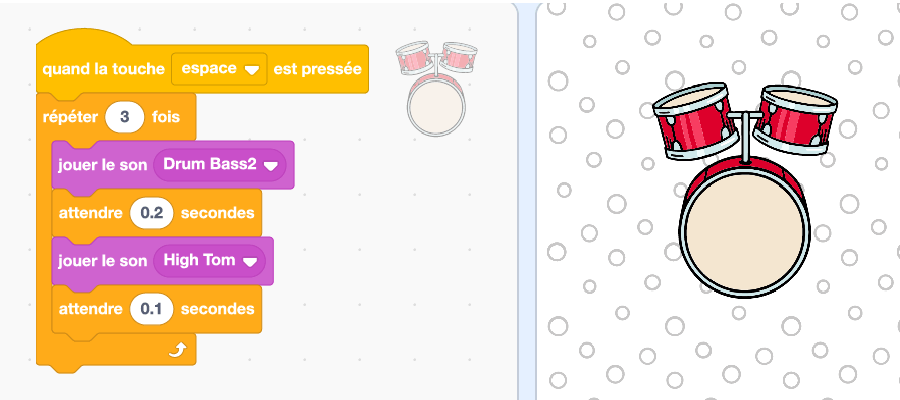 quand la touche espace est pressée
répéter 3 fois
jouer le son Drum Bass2
attendre 0.2 secondes
jouer le son High Tom
attendre 0.1 secondes